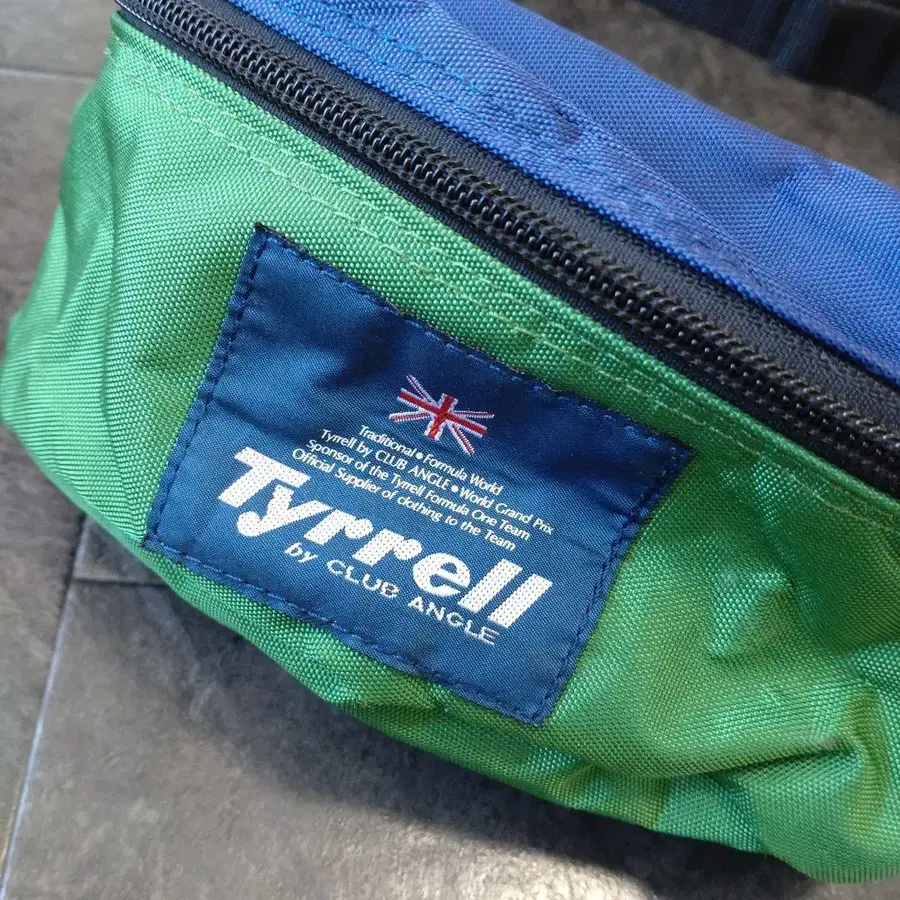 Traditional • Formula World
Tyrrell by CLUB ANGLE • World Grand Prix
Sponsor of the Tyrrell Formula One Team
Official Supplier of clothing to the Team
Tyrrell
by CLUB ANGLE